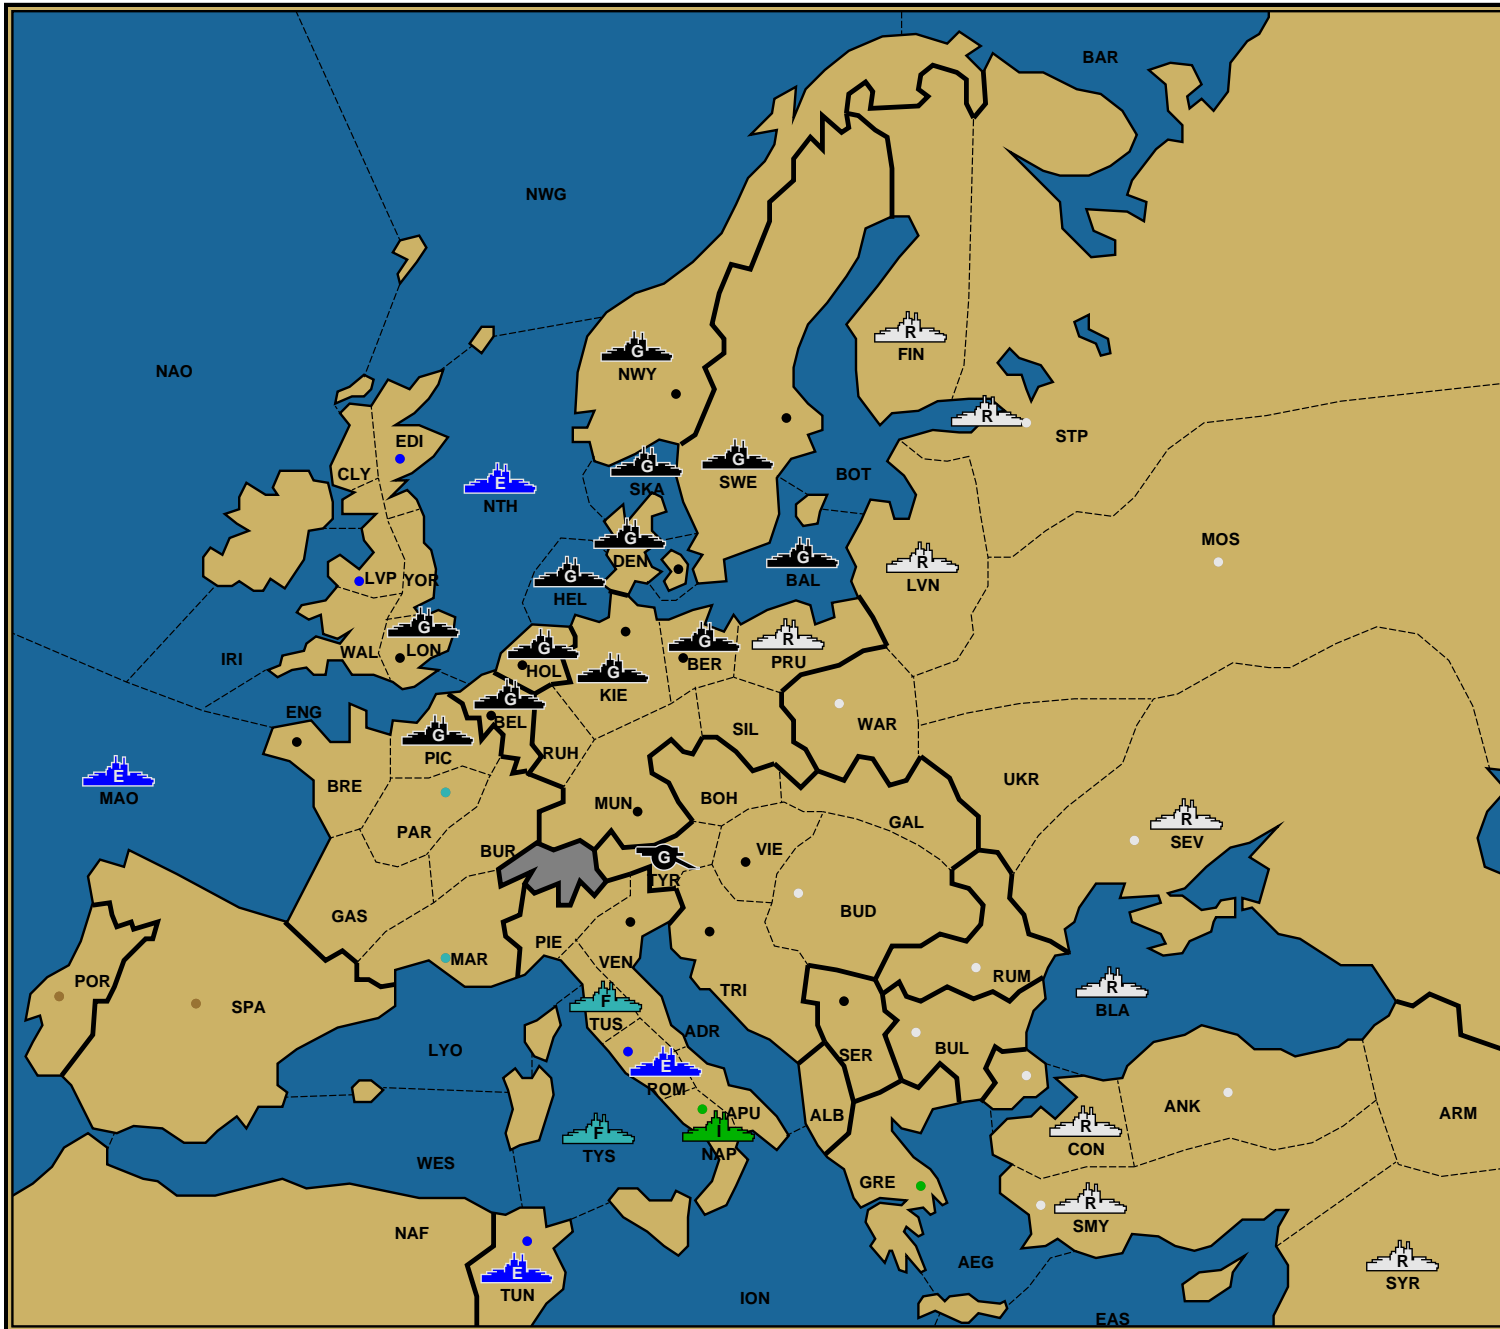 BAR
NWG
R
FIN
G
NWY
NAO
R
STP
EDI
CLY
G
SKA
G
SWE
BOT
E
NTH
MOS
G
DEN
G
BAL
R
LVN
G
HEL
LVP
YOR
G
LON
WAL
IRI
G
HOL
G
KIE
G
BER
R
PRU
ENG
G
BEL
WAR
G
PIC
SIL
RUH
UKR
E
MAO
BRE
BOH
MUN
PAR
GAL
R
SEV
BUR
VIE
G
TYR
GAS
BUD
PIE
MAR
VEN
RUM
POR
SPA
TRI
R
BLA
F
TUS
ADR
LYO
SER
BUL
E
ROM
ANK
APU
ALB
ARM
R
CON
F
TYS
I
NAP
WES
GRE
R
SMY
NAF
AEG
R
SYR
E
TUN
ION
EAS